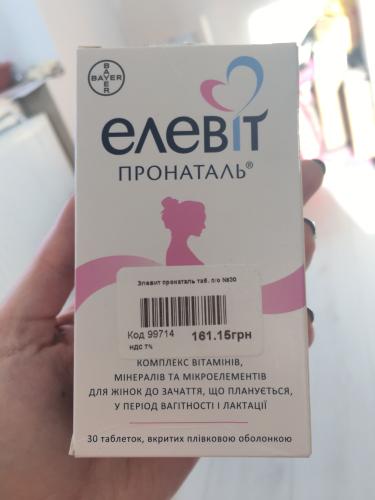 BAYER
BAYER
ЕЛЕВІТ
ПРОНАТАЛЬ®
Элевит пронаталь таб. п/о №30
Код 99714
161.15грн
НДС 7%
КОМПЛЕКС ВІТАМІНІВ,
МІНЕРАЛІВ ТА МІКРОЕЛЕМЕНТІВ
ДЛЯ ЖІНОК ДО ЗАЧАТТЯ, ЩО ПЛАНУЄТЬСЯ,
У ПЕРІОД ВАГІТНОСТІ І ЛАКТАЦІЇ
30 таблеток, вкритих плівковою оболонкою